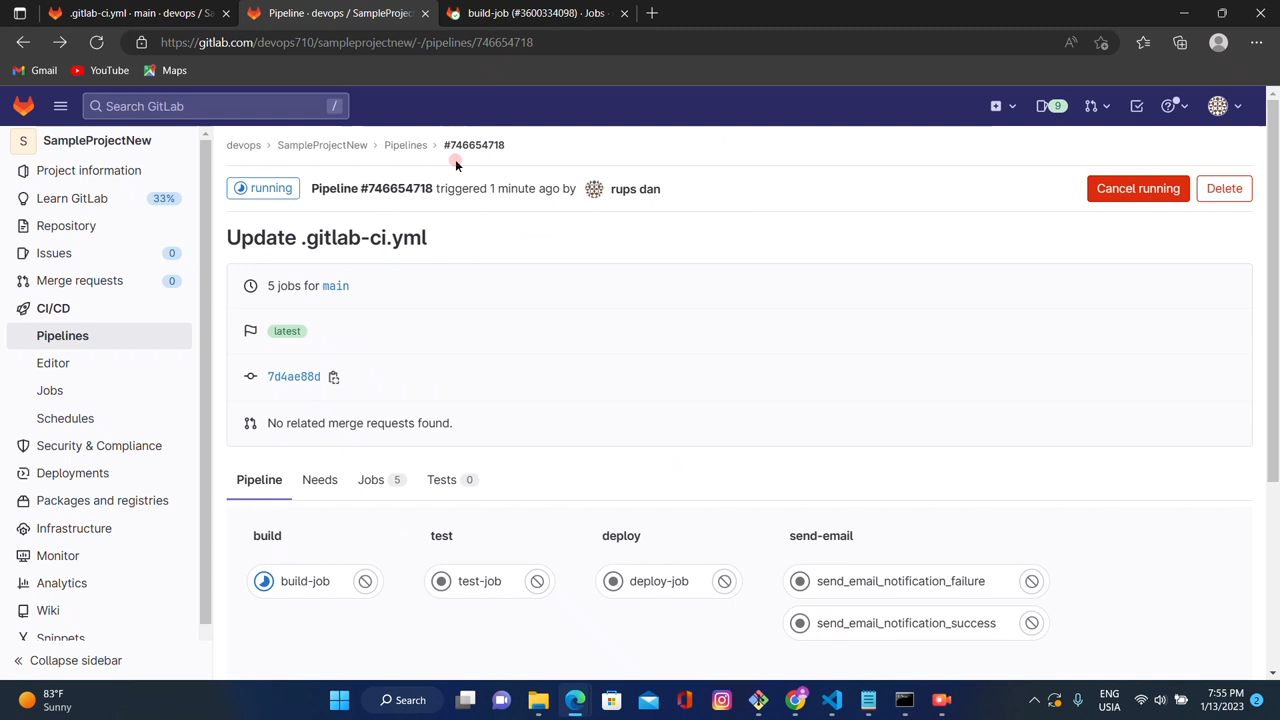 .gitlab-ci.yml · main · devops / Sa
Pipeline · devops / SampleProjec
build-job (#3600334098) · Jobs ·
https://gitlab.com/devops710/sampleprojectnew/-/pipelines/746654718
Gmail
YouTube
Maps
Search GitLab
/
9
S
SampleProjectNew
Project information
Learn GitLab
33%
Repository
Issues
0
Merge requests
0
CI/CD
Pipelines
Editor
Jobs
Schedules
Security & Compliance
Deployments
Packages and registries
Infrastructure
Monitor
Analytics
Wiki
Snippets
Collapse sidebar
devops › SampleProjectNew › Pipelines › #746654718
running
Pipeline #746654718 triggered 1 minute ago by rups dan
Cancel running
Delete
Update .gitlab-ci.yml
5 jobs for main
latest
7d4ae88d
No related merge requests found.
Pipeline
Needs
Jobs 5
Tests 0
build
test
deploy
send-email
build-job
test-job
deploy-job
send_email_notification_failure
send_email_notification_success
83°F
Sunny
Search
ENG
USIA
7:55 PM
1/13/2023
2